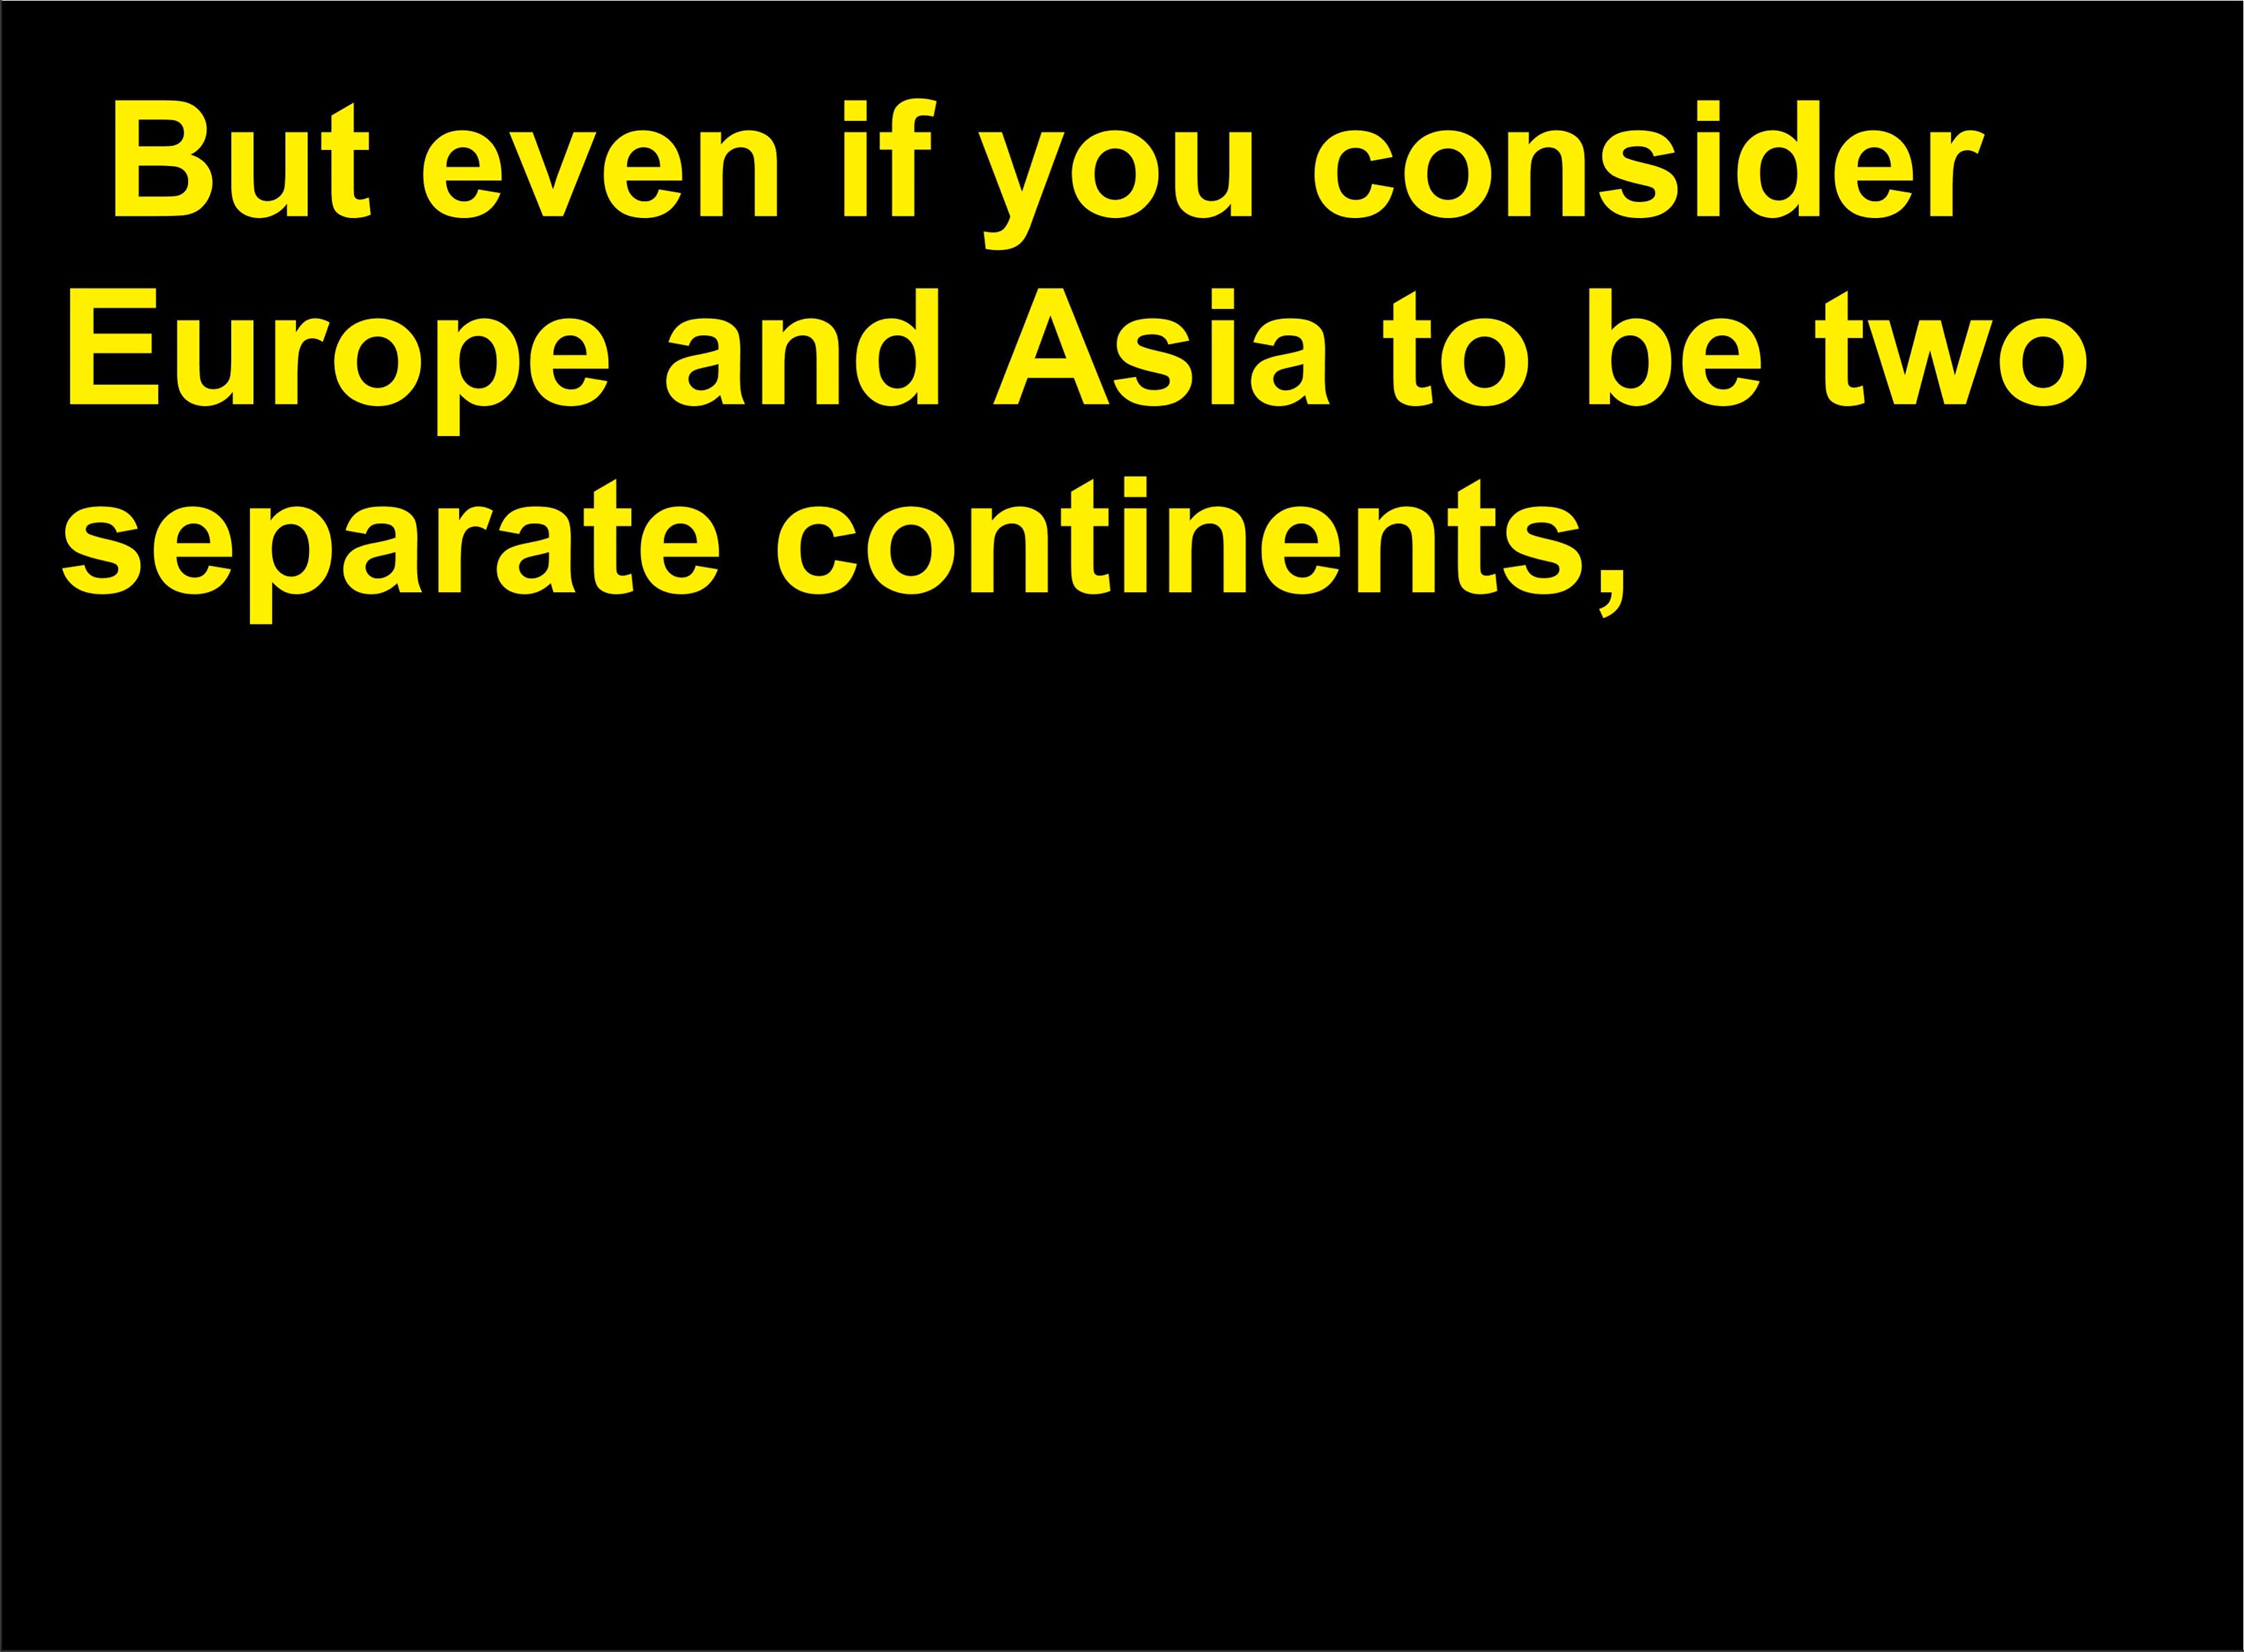 But even if you consider
Europe and Asia to be two
separate continents,